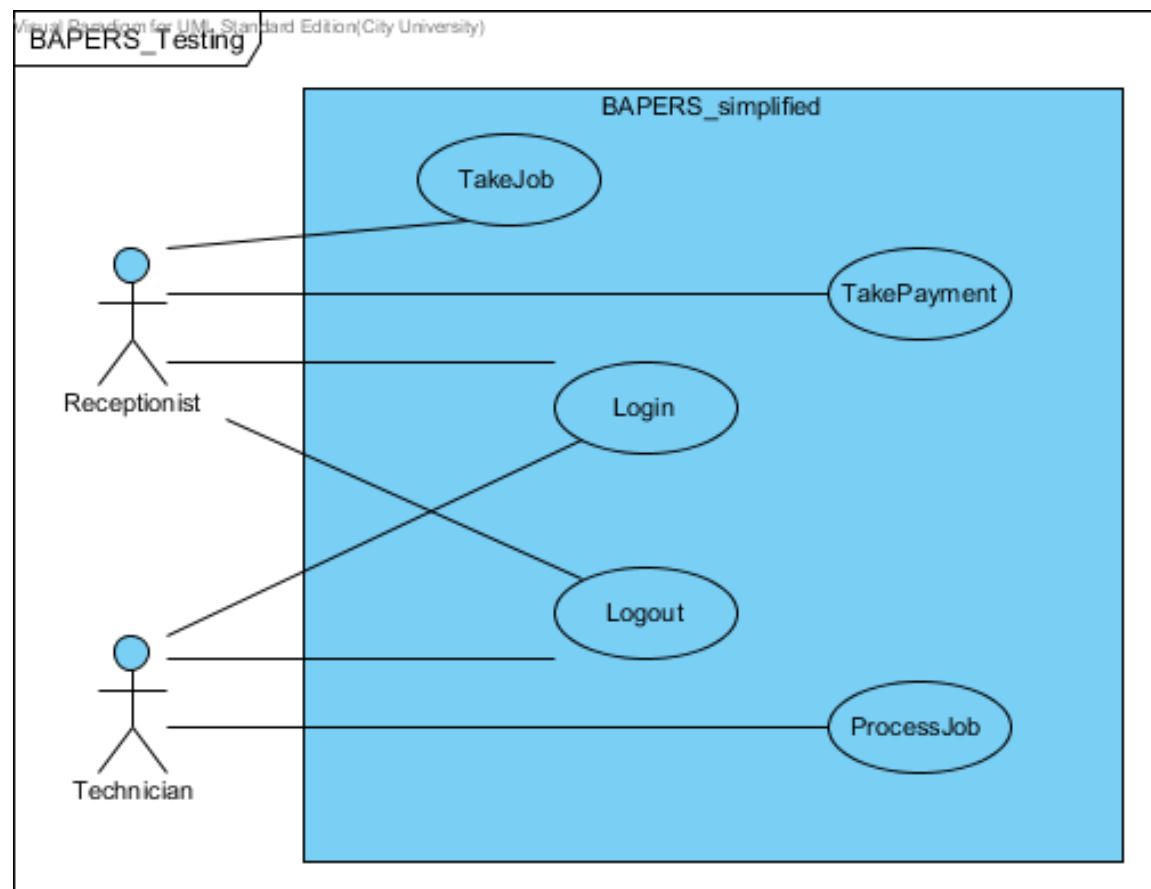 Visual Paradigm for UML Standard Edition(City University)
BAPERS_Testing
BAPERS_simplified
TakeJob
TakePayment
Login
Receptionist
Logout
ProcessJob
Technician